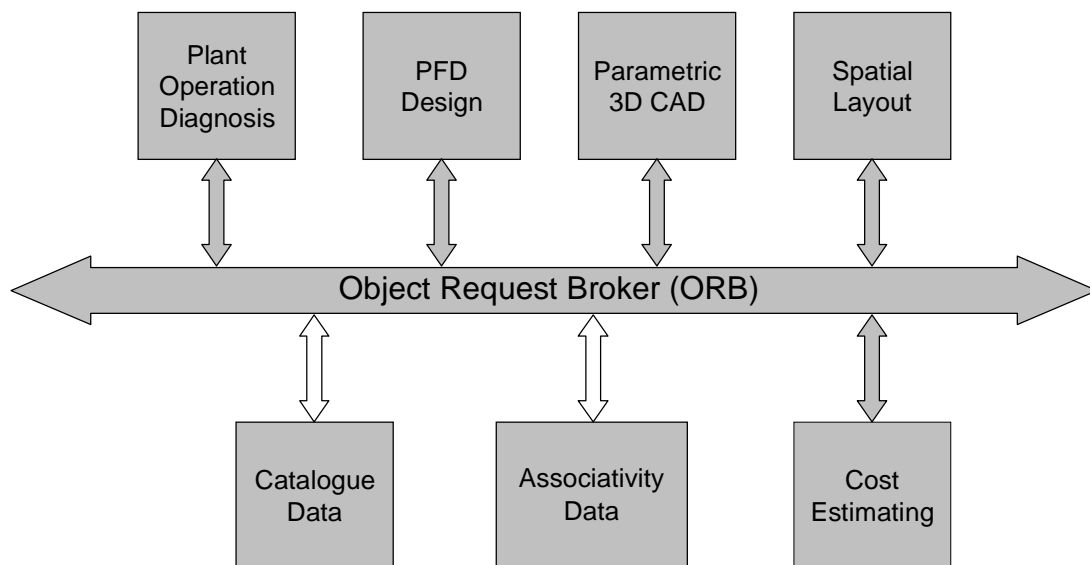 Plant
Operation
Diagnosis
PFD
Design
Parametric
3D CAD
Spatial
Layout
Object Request Broker (ORB)
Catalogue
Data
Associativity
Data
Cost
Estimating